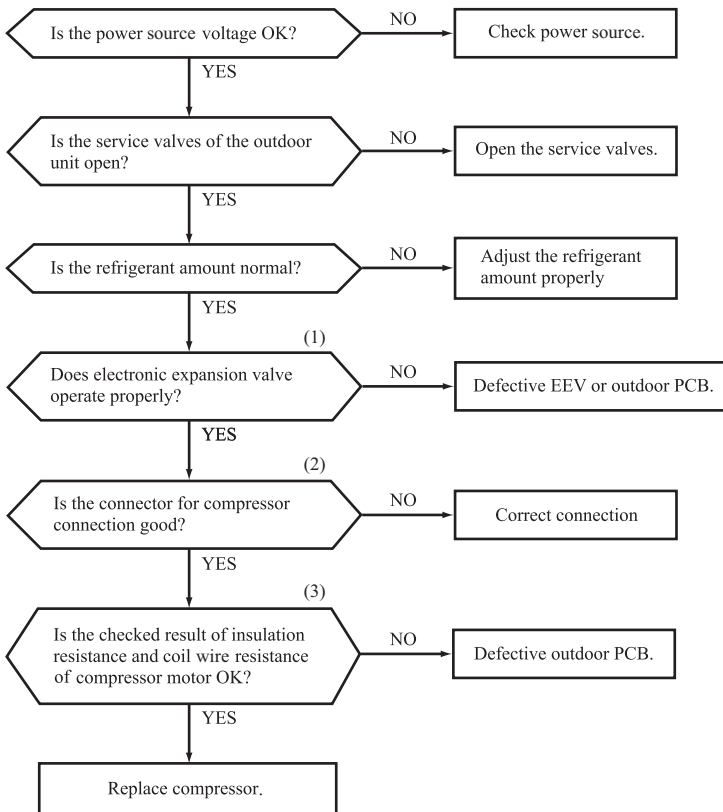 Is the power source voltage OK?
NO
Check power source.
YES
Is the service valves of the outdoor
unit open?
NO
Open the service valves.
YES
Is the refrigerant amount normal?
NO
Adjust the refrigerant
amount properly
YES
(1)
Does electronic expansion valve
operate properly?
NO
Defective EEV or outdoor PCB.
YES
(2)
Is the connector for compressor
connection good?
NO
Correct connection
YES
(3)
Is the checked result of insulation
resistance and coil wire resistance
of compressor motor OK?
NO
Defective outdoor PCB.
YES
Replace compressor.